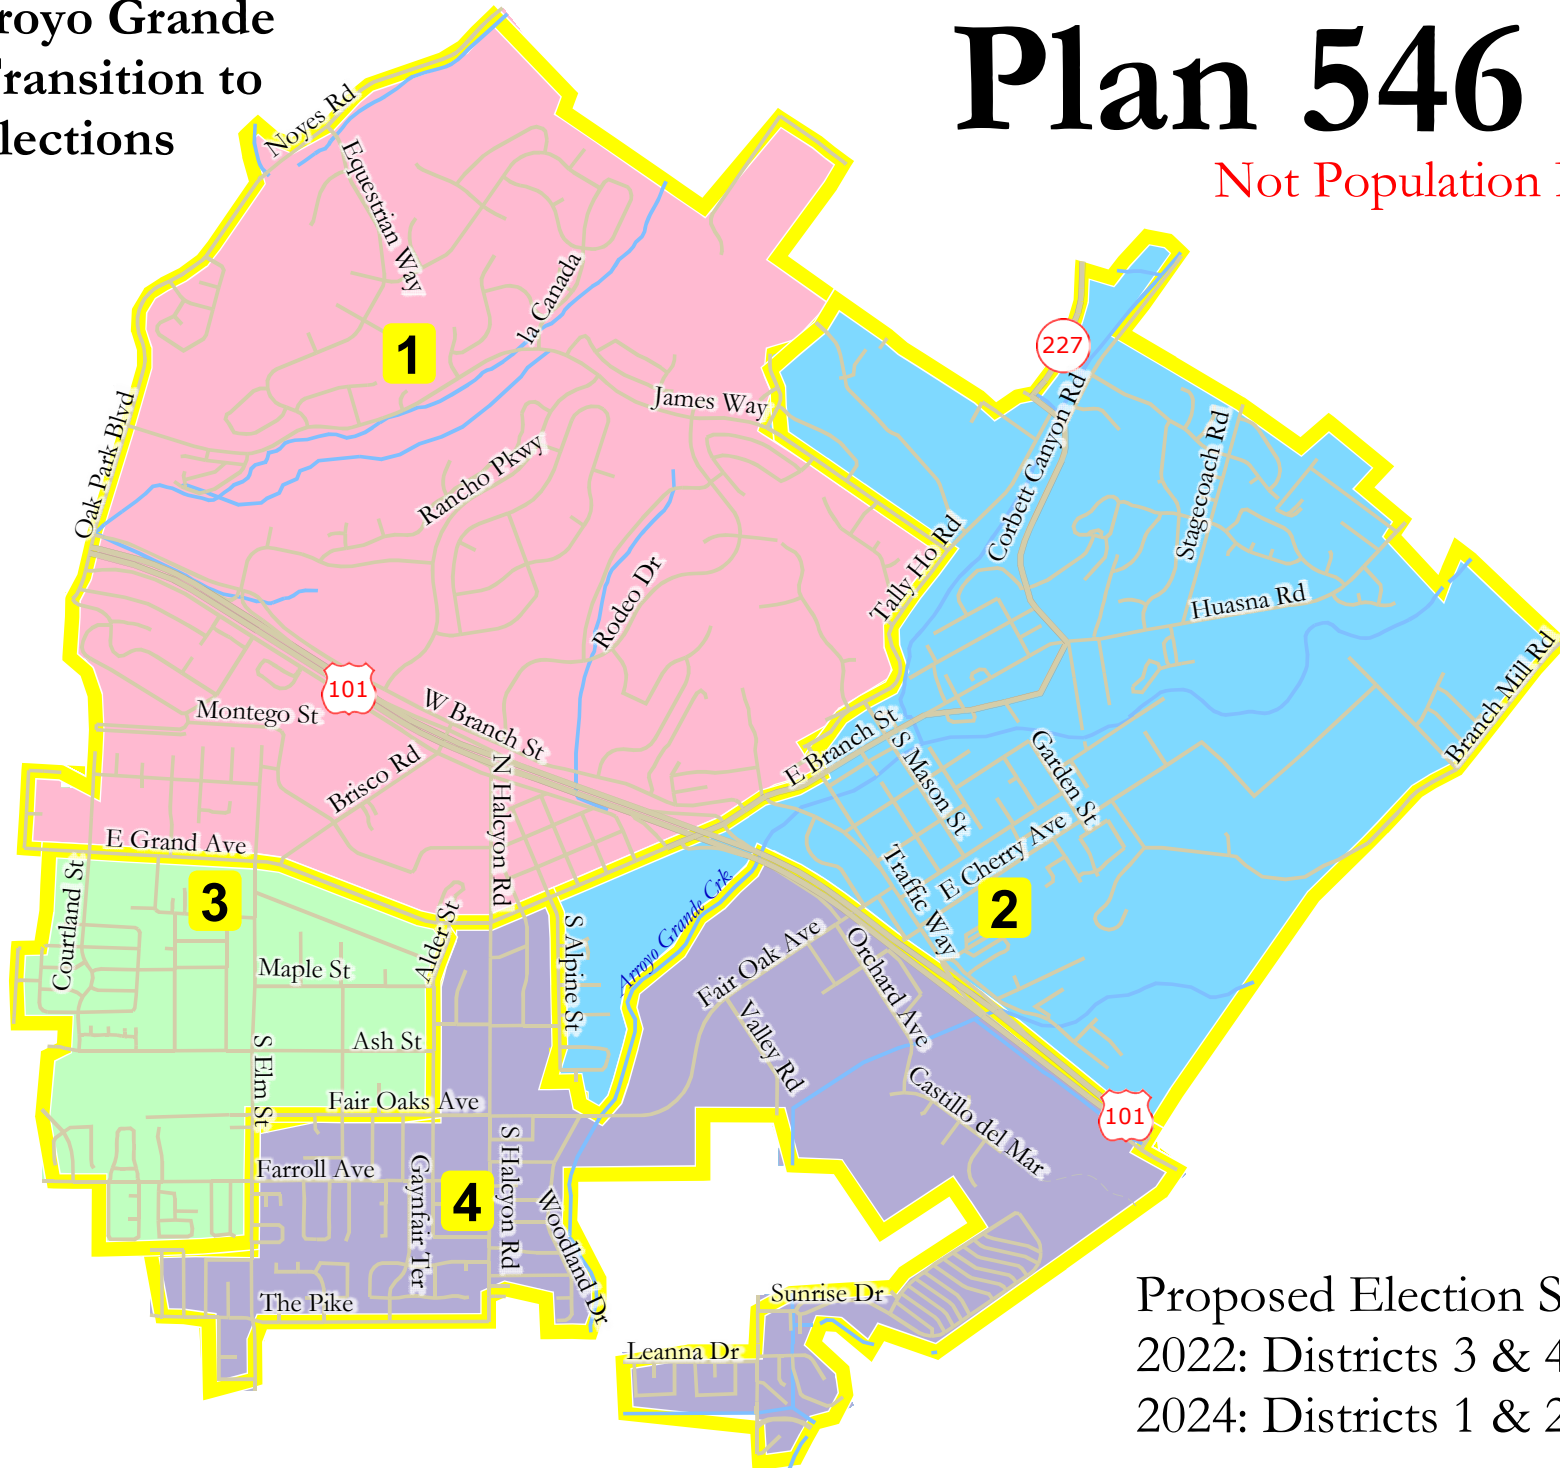 royo Grande
ransition to
lections
Plan 546
Not Population
Noyes Rd
Equestrian Way
la Canada
227
1
James Way
Corbett Canyon Rd
Stagecoach Rd
Oak Park Blvd
Rancho Pkwy
Tally Ho Rd
Rodeo Dr
Huasna Rd
Branch Mill Rd
101
Montego St
W Branch St
E Branch St
S Mason St
Garden St
Brisco Rd
N Halcyon Rd
E Grand Ave
E Cherry Ave
Traffic Way
2
3
Courtland St
Alder St
S Alpine St
Arroyo Grande Crk
Fair Oak Ave
Orchard Ave
Maple St
Valley Rd
S Elm St
Ash St
Castillo del Mar
101
Fair Oaks Ave
Farroll Ave
Gaynfair Ter
4
S Halcyon Rd
Woodland Dr
The Pike
Sunrise Dr
Leanna Dr
Proposed Election S
2022: Districts 3 & 4
2024: Districts 1 & 2